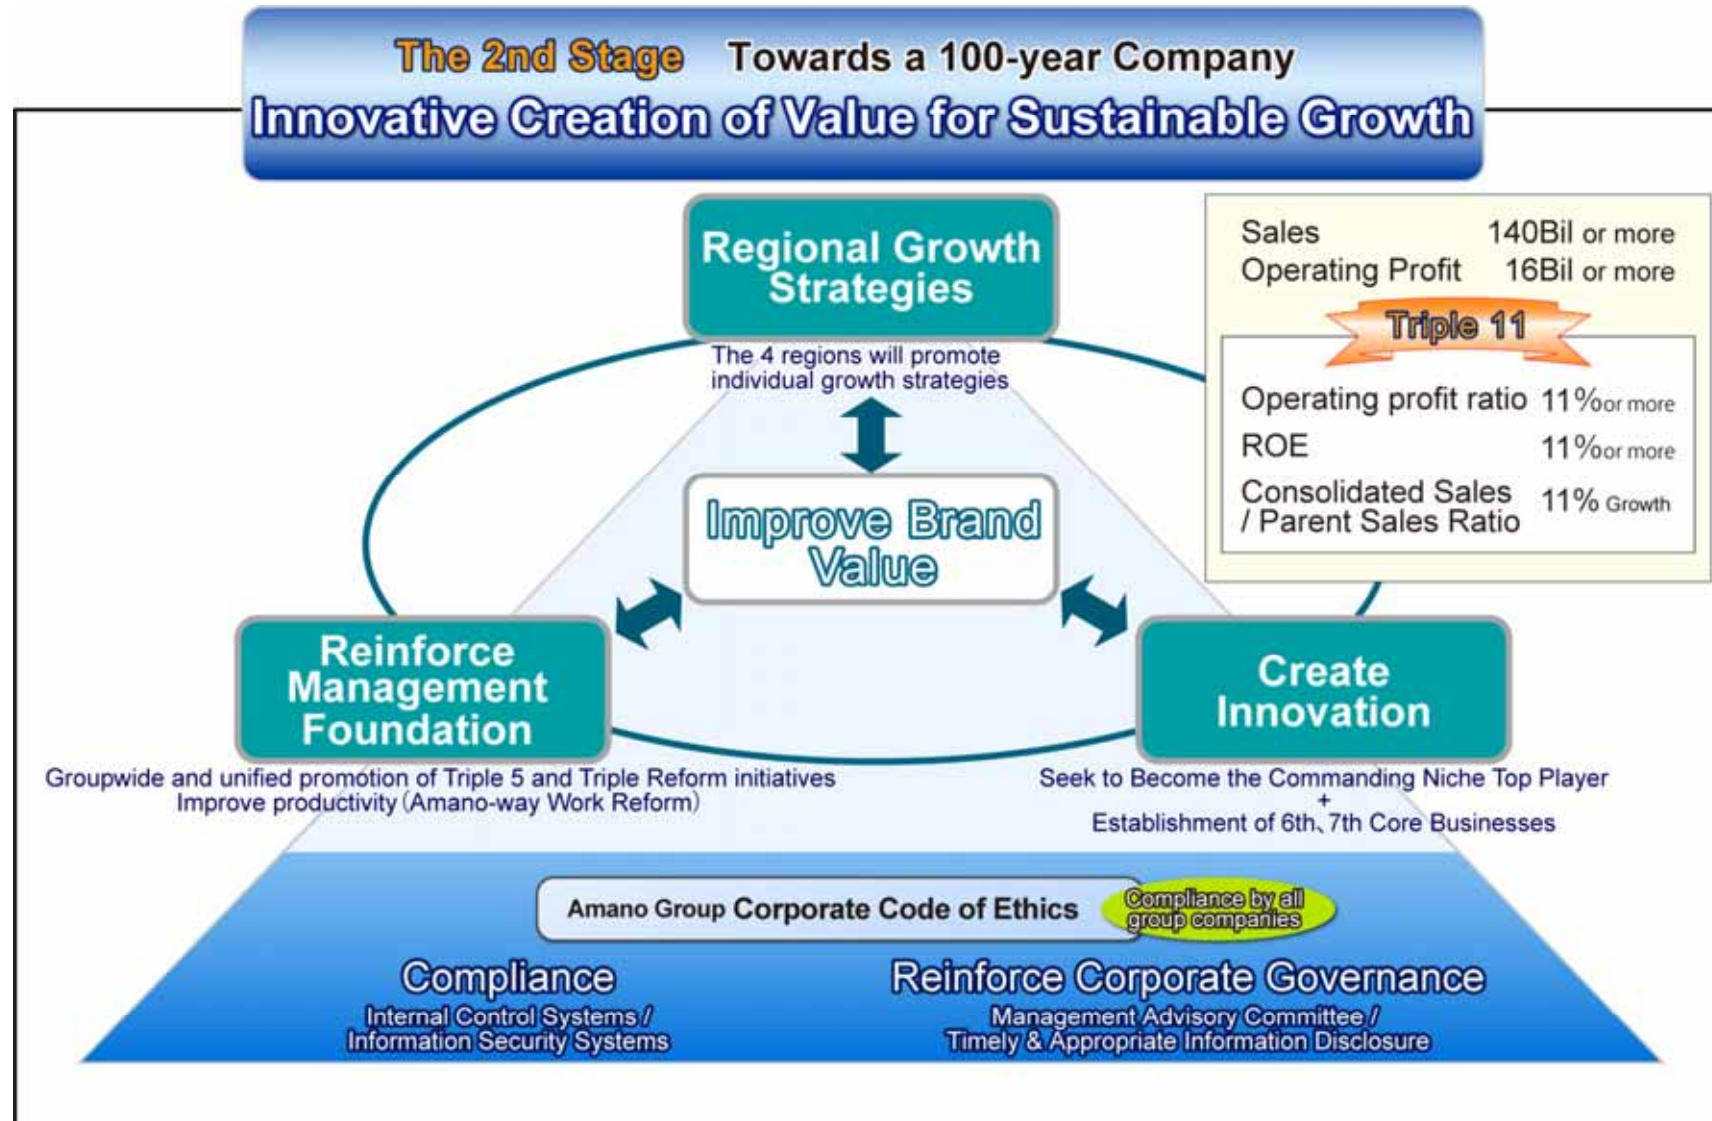 The 2nd Stage Towards a 100-year Company
Innovative Creation of Value for Sustainable Growth
Regional Growth
Strategies
The 4 regions will promote
individual growth strategies
Sales 140Bil or more
Operating Profit 16Bil or more
Triple 11
Operating profit ratio 11%or more
ROE 11%or more
Consolidated Sales
/ Parent Sales Ratio 11% Growth
Improve Brand
Value
Reinforce
Management
Foundation
Groupwide and unified promotion of Triple 5 and Triple Reform initiatives
Improve productivity(Amano-way Work Reform)
Create
Innovation
Seek to Become the Commanding Niche Top Player
+
Establishment of 6th、7th Core Businesses
Amano Group Corporate Code of Ethics
Compliance by all
group companies
Compliance
Internal Control Systems /
Information Security Systems
Reinforce Corporate Governance
Management Advisory Committee /
Timely & Appropriate Information Disclosure